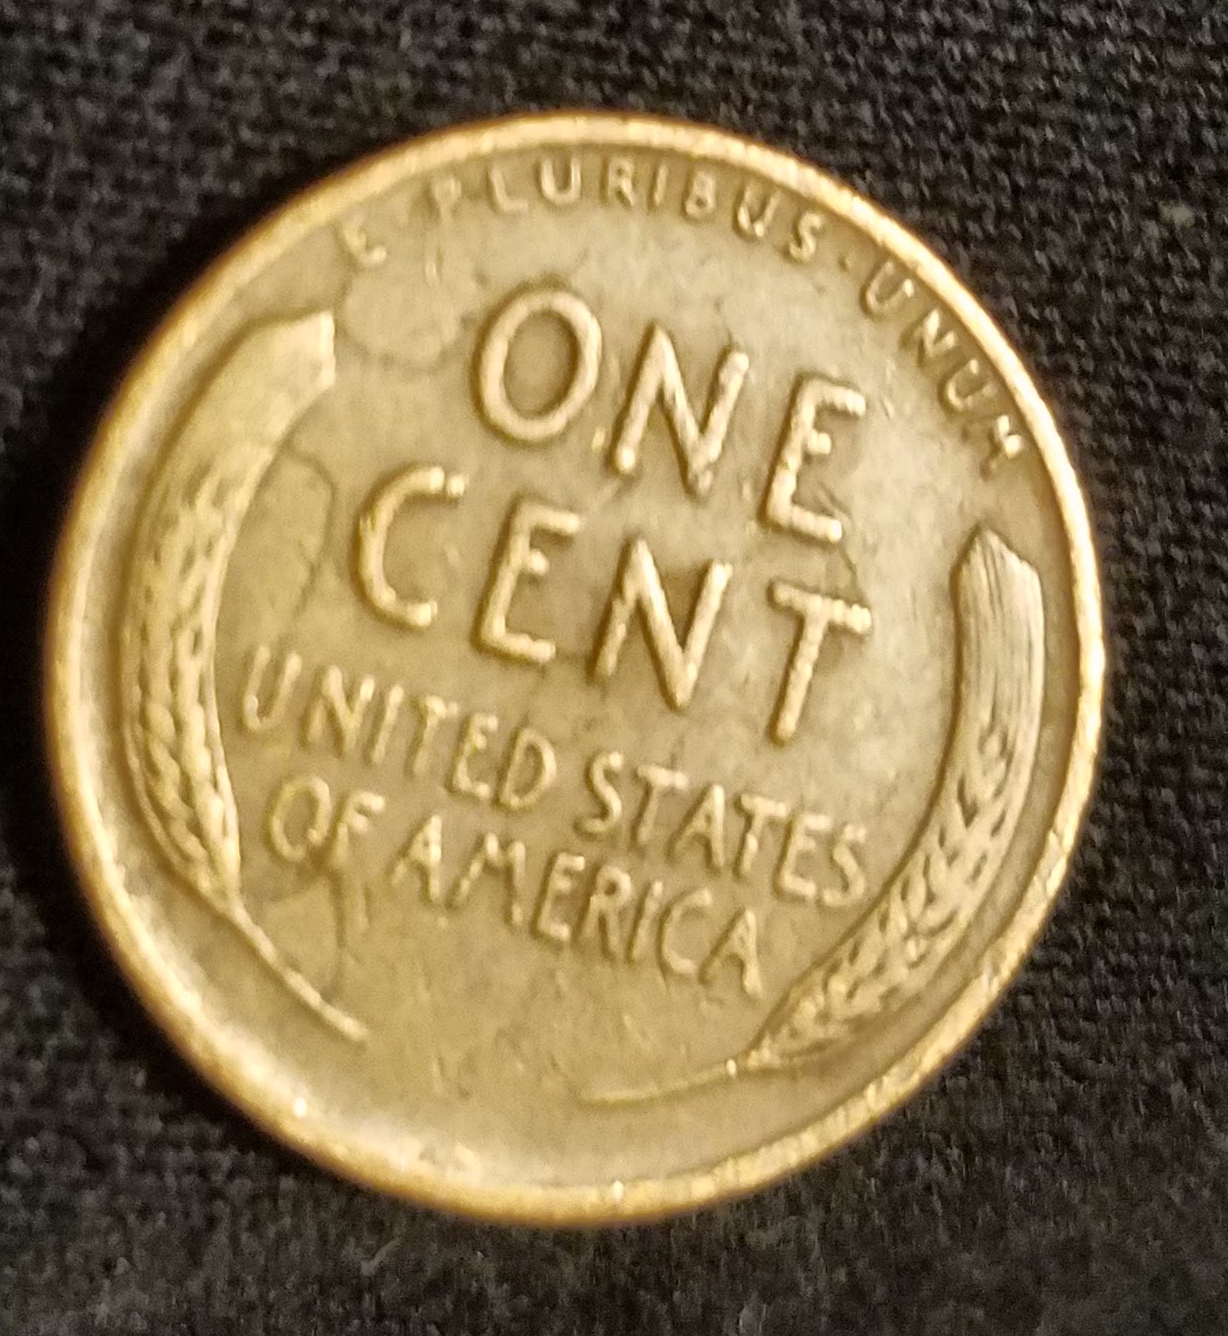 E·PLURIBUS·UNUM
ONE
CENT
UNITED STATES
OF AMERICA